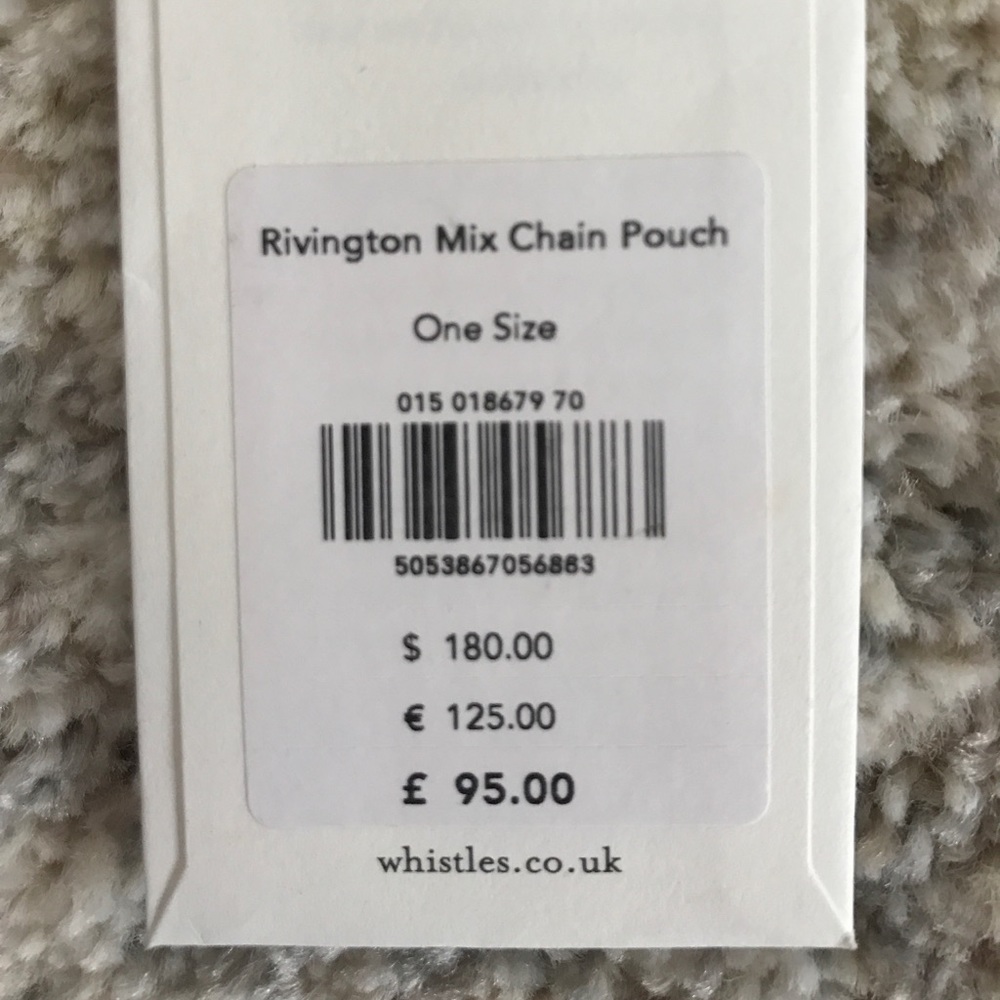 Rivington Mix Chain Pouch
One Size
015 018679 70
5053867056883
$ 180.00
€ 125.00
£ 95.00
whistles.co.uk